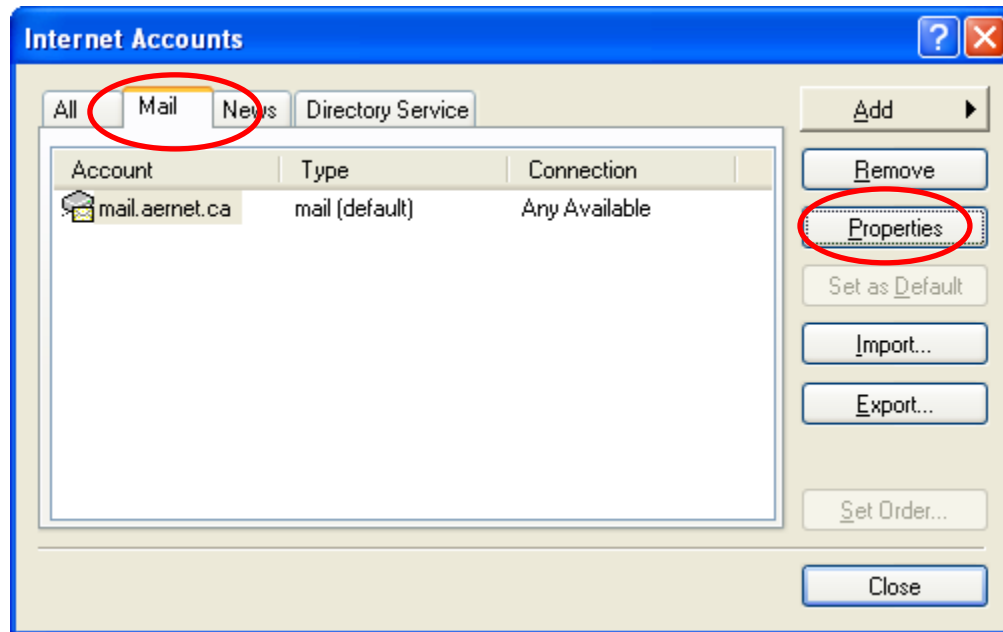 Internet Accounts
All Mail News Directory Service
Add
Account Type Connection
Remove
mail.aernet.ca mail (default) Any Available
Properties
Set as Default
Import...
Export...
Set Order...
Close